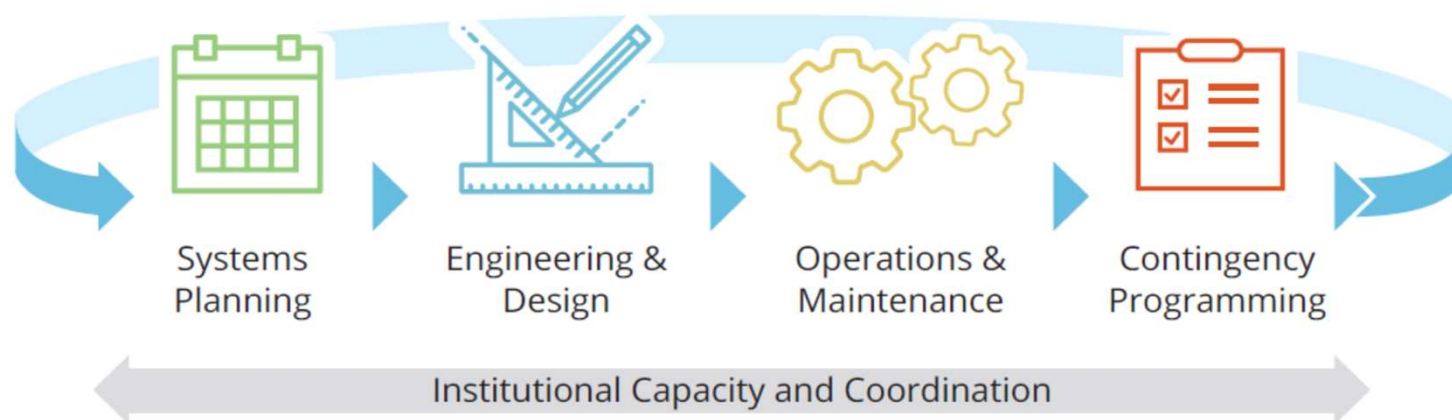 Systems
Planning
Engineering &
Design
Operations &
Maintenance
Contingency
Programming
Institutional Capacity and Coordination